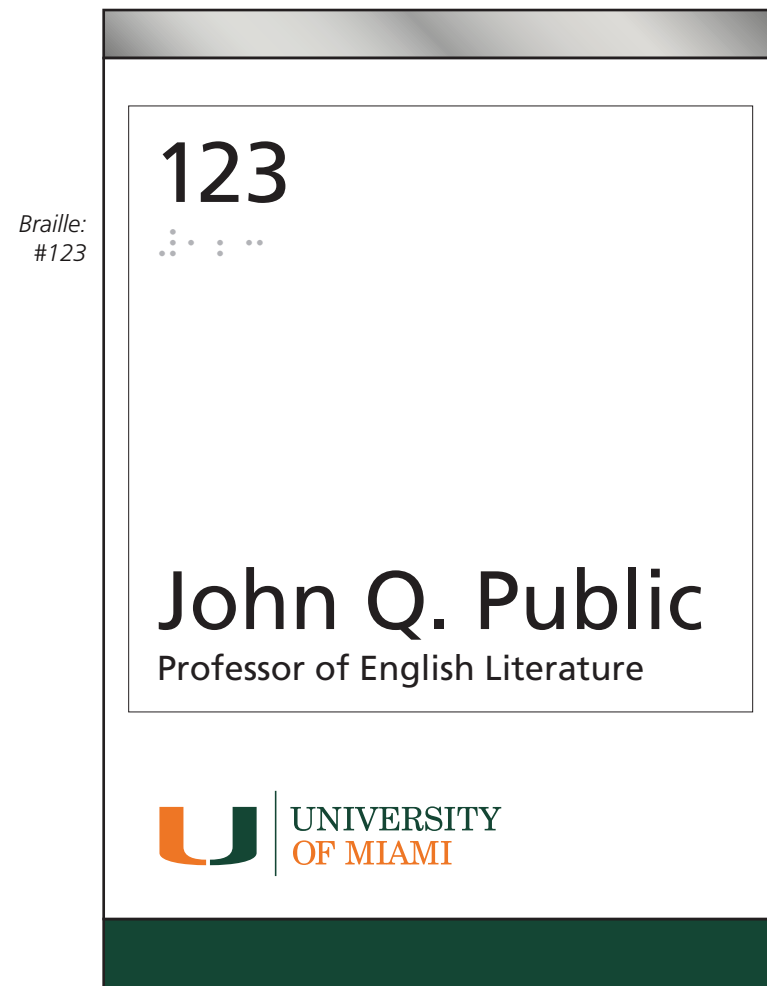 123
Braille:
#123
⠼⠂⠆⠒
John Q. Public
Professor of English Literature
UNIVERSITY
OF MIAMI